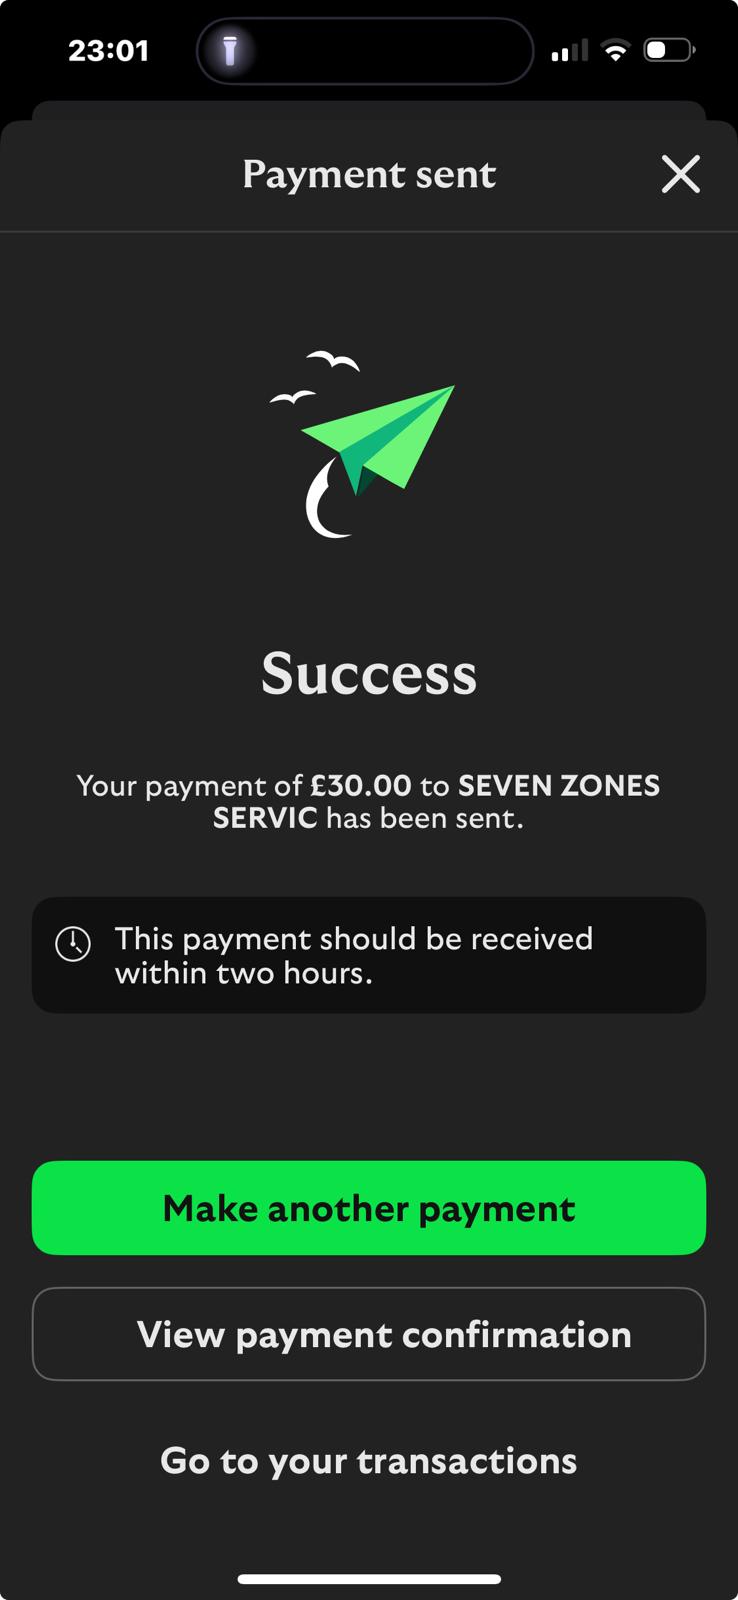 23:01
Payment sent
Success
Your payment of £30.00 to SEVEN ZONES
SERVIC has been sent.
This payment should be received
within two hours.
Make another payment
View payment confirmation
Go to your transactions